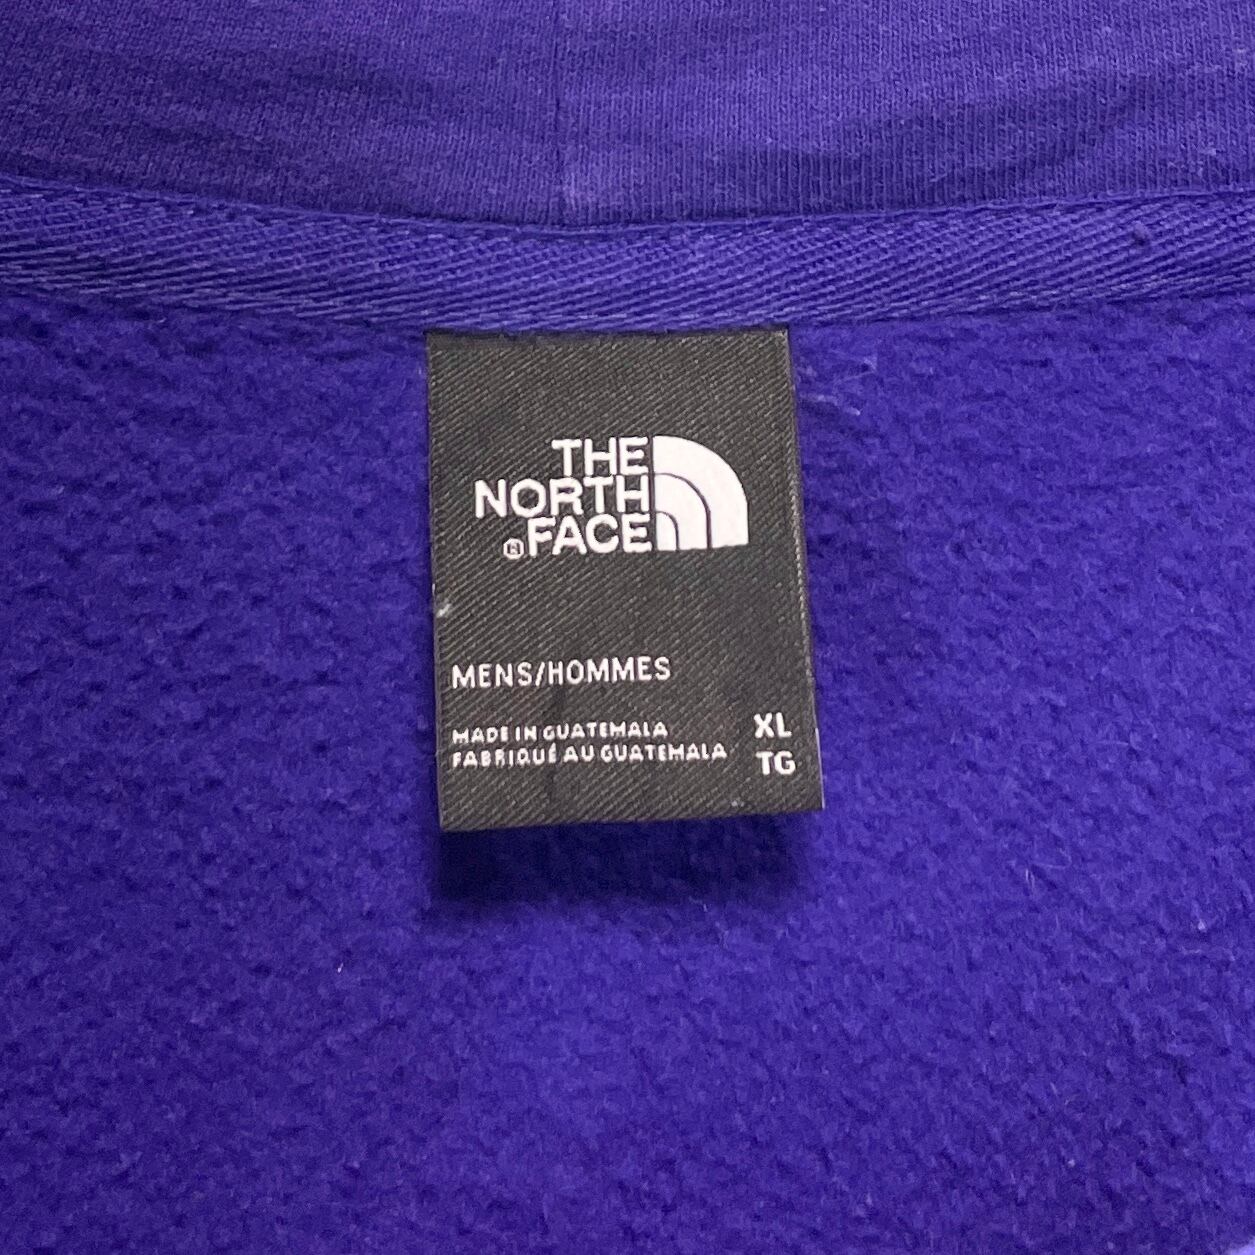 THE
NORTH
®FACE
MENS/HOMMES
MADE IN GUATEMALA
FABRIQUÉ AU GUATEMALA
XL
TG